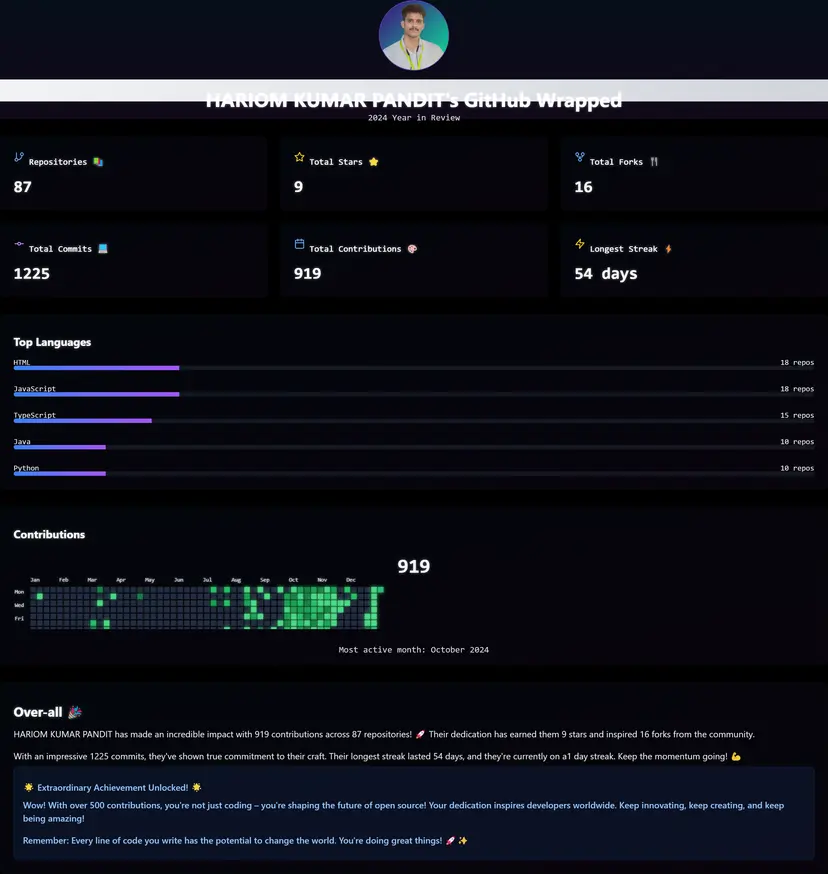 HARIOM KUMAR PANDIT's GitHub Wrapped
2024 Year in Review
Repositories
87
Total Stars ⭐
9
Total Forks 🍴
16
Total Commits 💻
1225
Total Contributions 🎨
919
Longest Streak ⚡
54 days
Top Languages
HTML 18 repos
JavaScript 18 repos
TypeScript 15 repos
Java 10 repos
Python 10 repos
Contributions
919
Jan Feb Mar Apr May Jun Jul Aug Sep Oct Nov Dec
Mon
Wed
Fri
Most active month: October 2024
Over-all 🎉
HARIOM KUMAR PANDIT has made an incredible impact with 919 contributions across 87 repositories! 🚀 Their dedication has earned them 9 stars and inspired 16 forks from the community.
With an impressive 1225 commits, they've shown true commitment to their craft. Their longest streak lasted 54 days, and they're currently on a1 day streak. Keep the momentum going! 💪
🌟 Extraordinary Achievement Unlocked! 🌟
Wow! With over 500 contributions, you're not just coding – you're shaping the future of open source! Your dedication inspires developers worldwide. Keep innovating, keep creating, and keep
being amazing!
Remember: Every line of code you write has the potential to change the world. You're doing great things! 🚀 ✨